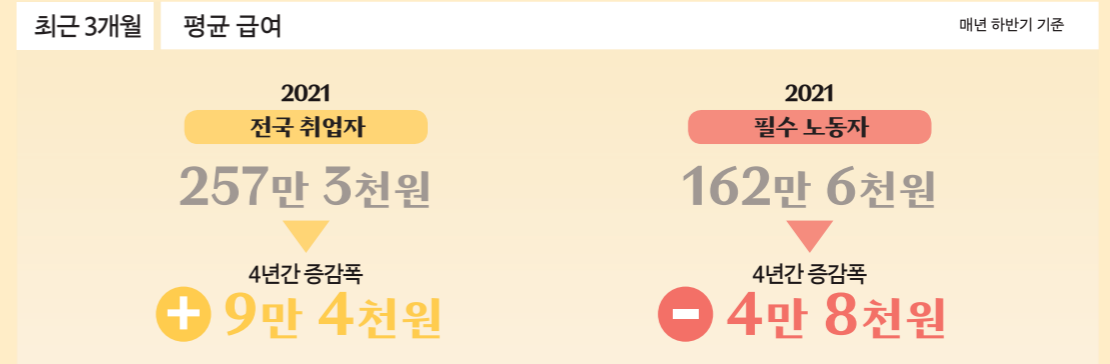 최근 3개월 평균 급여 매년 하반기 기준
2021 2021
전국 취업자 필수 노동자
257만 3천원 162만 6천원
4년간 증감폭 4년간 증감폭
+ 9만 4천원 - 4만 8천원